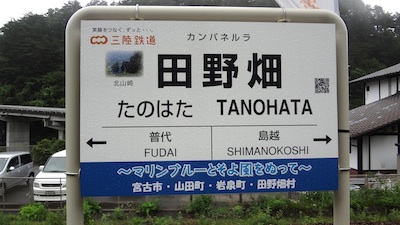 笑顔をつなぐ、ずっと…。
三陸鉄道
カンパネルラ
北山崎
田野畑
たのはた TANOHATA
普代 島越
FUDAI SHIMANOKOSHI
～マリンブルーとそよ風をぬって～
宮古市・山田町・岩泉町・田野畑村